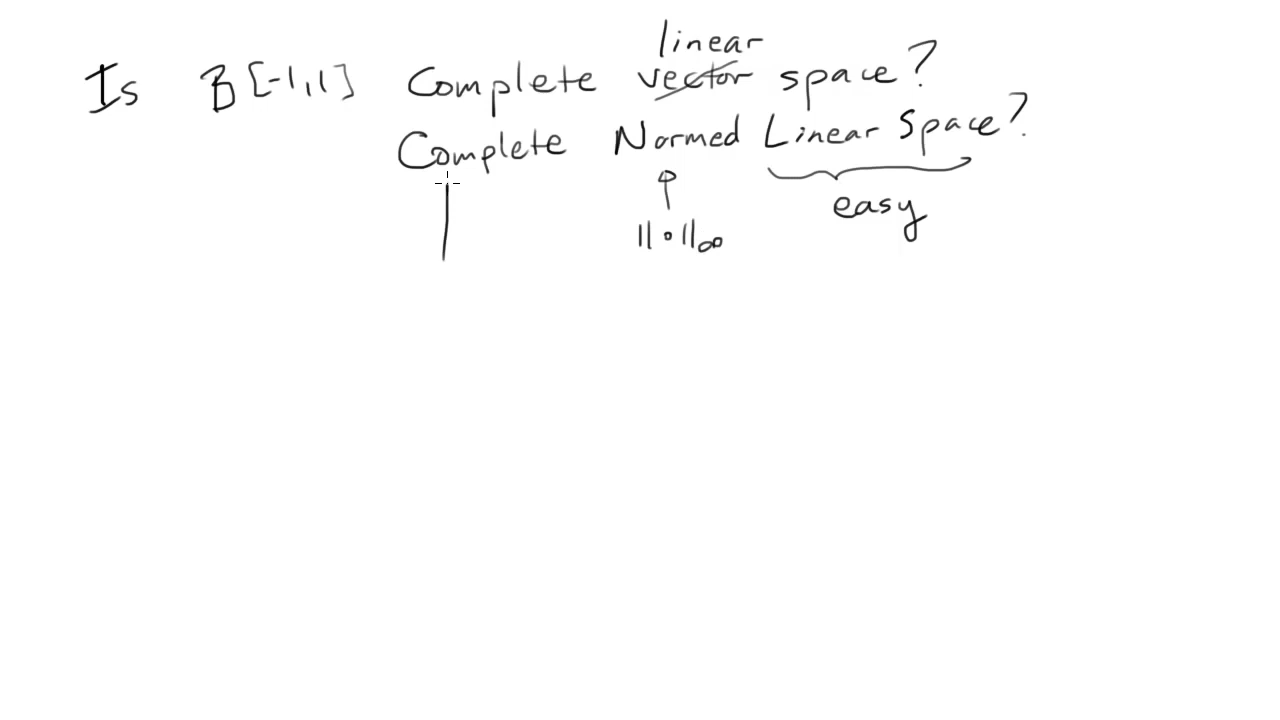 linear
Is B[-1,1] Complete vector space?
Complete Normed Linear Space?
easy
||∘||∞